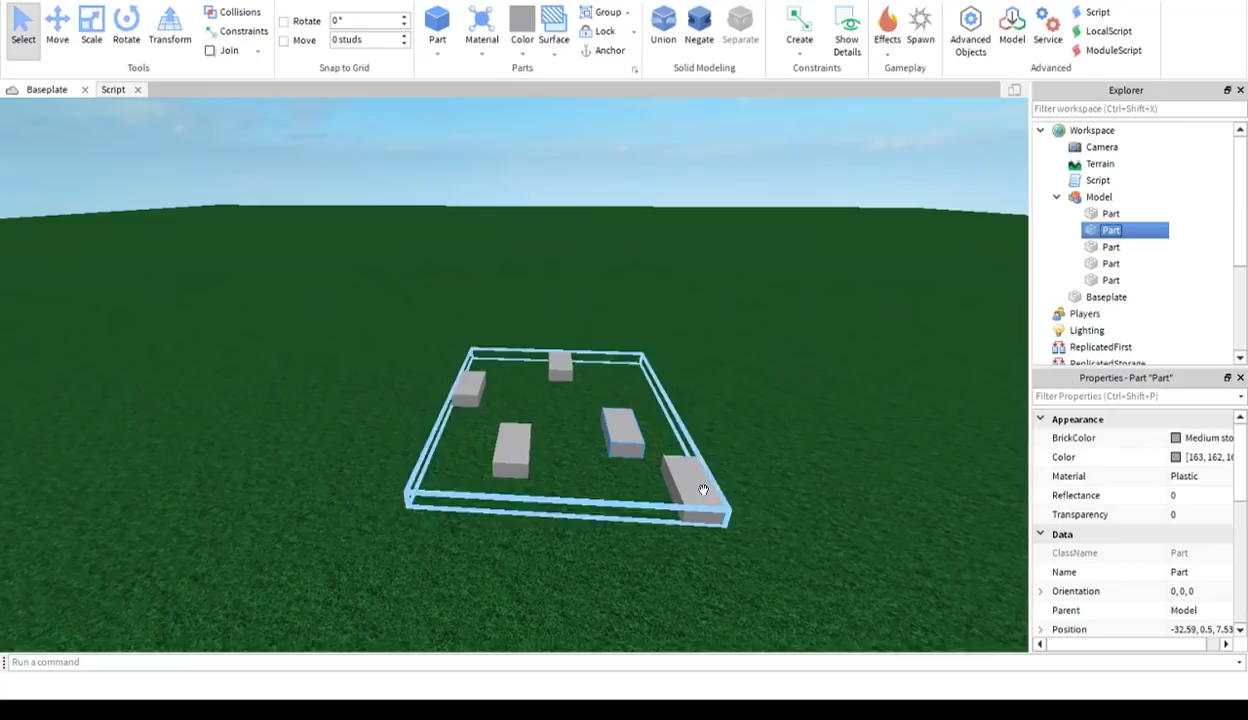 Select
Move
Scale
Rotate
Transform
Collisions
Constraints
Join
Tools
Rotate 0°
Move 0 studs
Snap to Grid
Part
Material
Color
Surface
Group
Lock
Anchor
Parts
Union
Negate
Separate
Solid Modeling
Create
Show
Details
Constraints
Effects
Spawn
Gameplay
Advanced
Objects
Model
Service
Script
LocalScript
ModuleScript
Advanced
Baseplate
Script
Explorer
Filter workspace (Ctrl+Shift+X)
Workspace
Camera
Terrain
Script
Model
Part
Part
Part
Part
Part
Baseplate
Players
Lighting
ReplicatedFirst
ReplicatedStorage
Properties - Part "Part"
Filter Properties (Ctrl+Shift+P)
Appearance
BrickColor Medium sto
Color [163, 162, 16
Material Plastic
Reflectance 0
Transparency 0
Data
ClassName Part
Name Part
Orientation 0, 0, 0
Parent Model
Position -32.59, 0.5, 7.53
Run a command